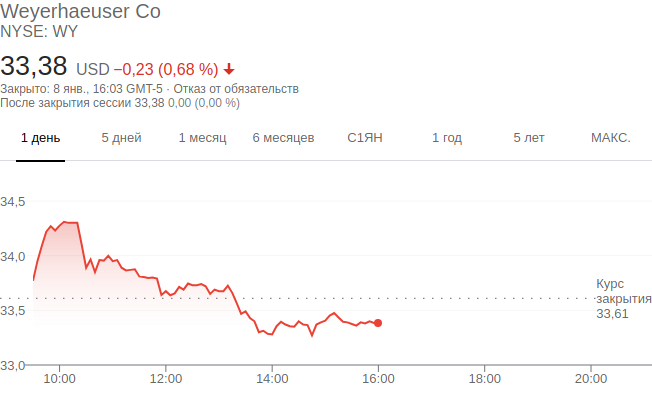 Weyerhaeuser Co
NYSE: WY
33,38 USD −0,23 (0,68 %)
Закрыто: 8 янв., 16:03 GMT-5 · Отказ от обязательств
После закрытия сессии 33,38 0,00 (0,00 %)
1 день 5 дней 1 месяц 6 месяцев С1ЯН 1 год 5 лет МАКС.
34,5
34,0
33,5
33,0
Курс
закрытия
33,61
10:00 12:00 14:00 16:00 18:00 20:00